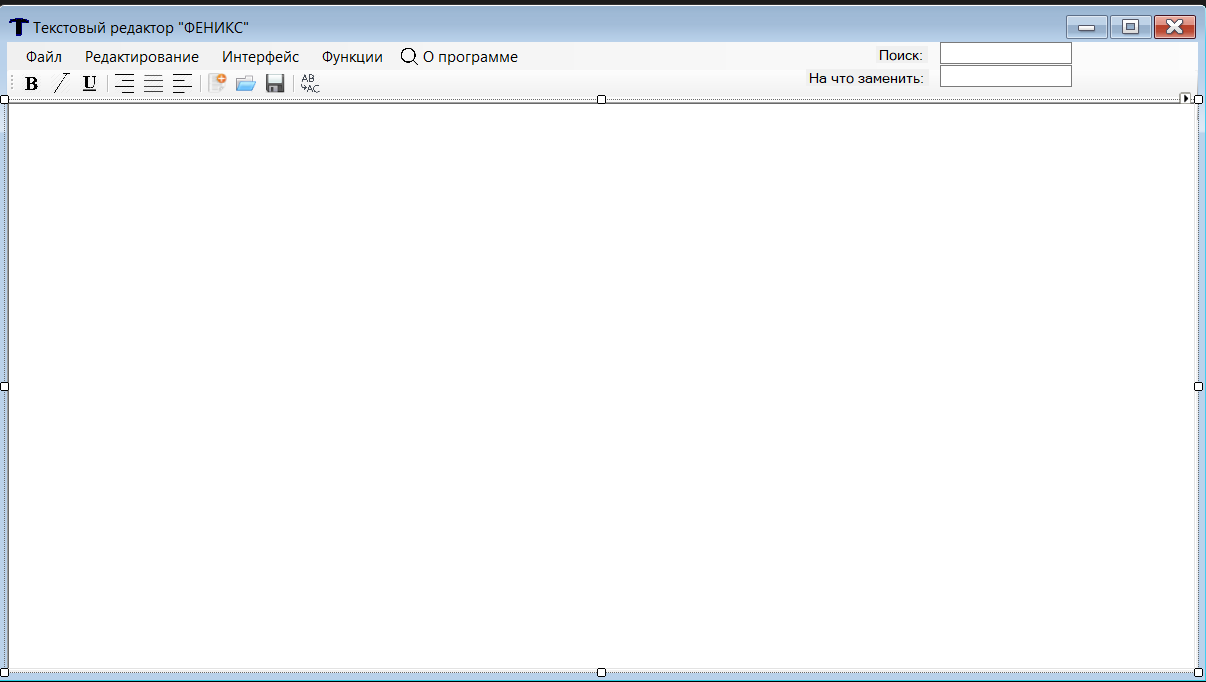 Текстовый редактор "ФЕНИКС"
Файл Редактирование Интерфейс Функции О программе Поиск:
B U AB AC На что заменить: